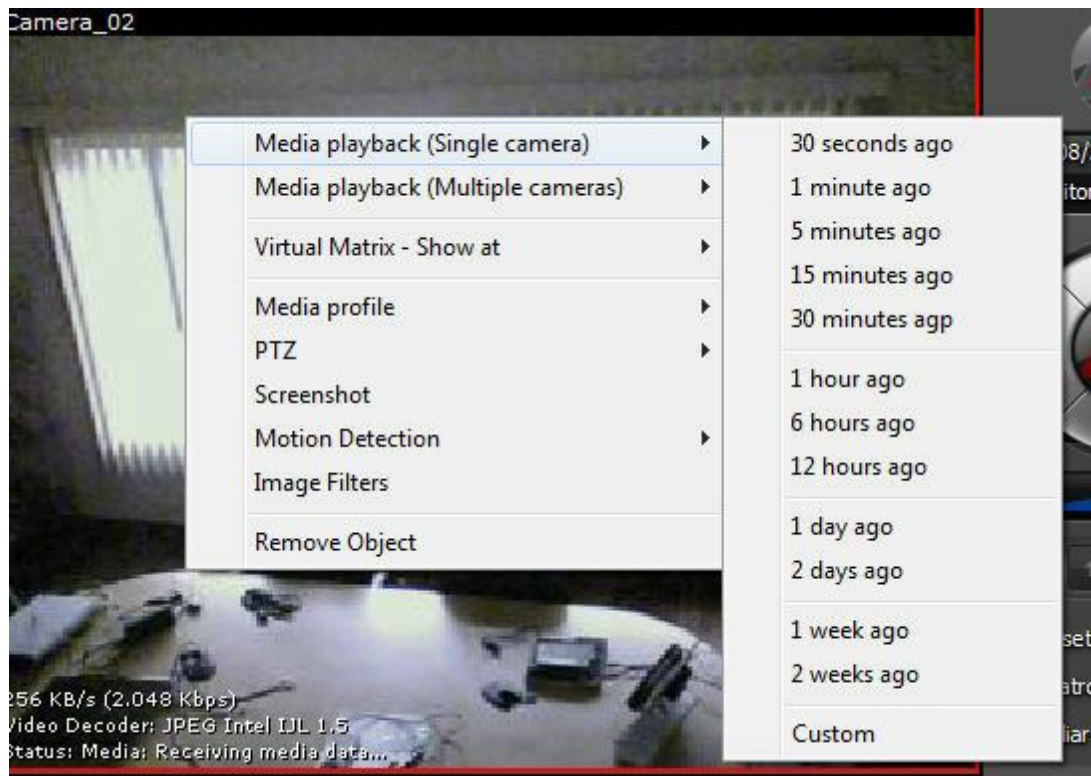 Camera_02
Media playback (Single camera)
Media playback (Multiple cameras)
Virtual Matrix - Show at
Media profile
PTZ
Screenshot
Motion Detection
Image Filters
Remove Object
30 seconds ago
1 minute ago
5 minutes ago
15 minutes ago
30 minutes agp
1 hour ago
6 hours ago
12 hours ago
1 day ago
2 days ago
1 week ago
2 weeks ago
Custom
256 KB/s (2.048 Kbps)
Video Decoder: JPEG Intel IJL 1.5
Status: Media: Receiving media data...